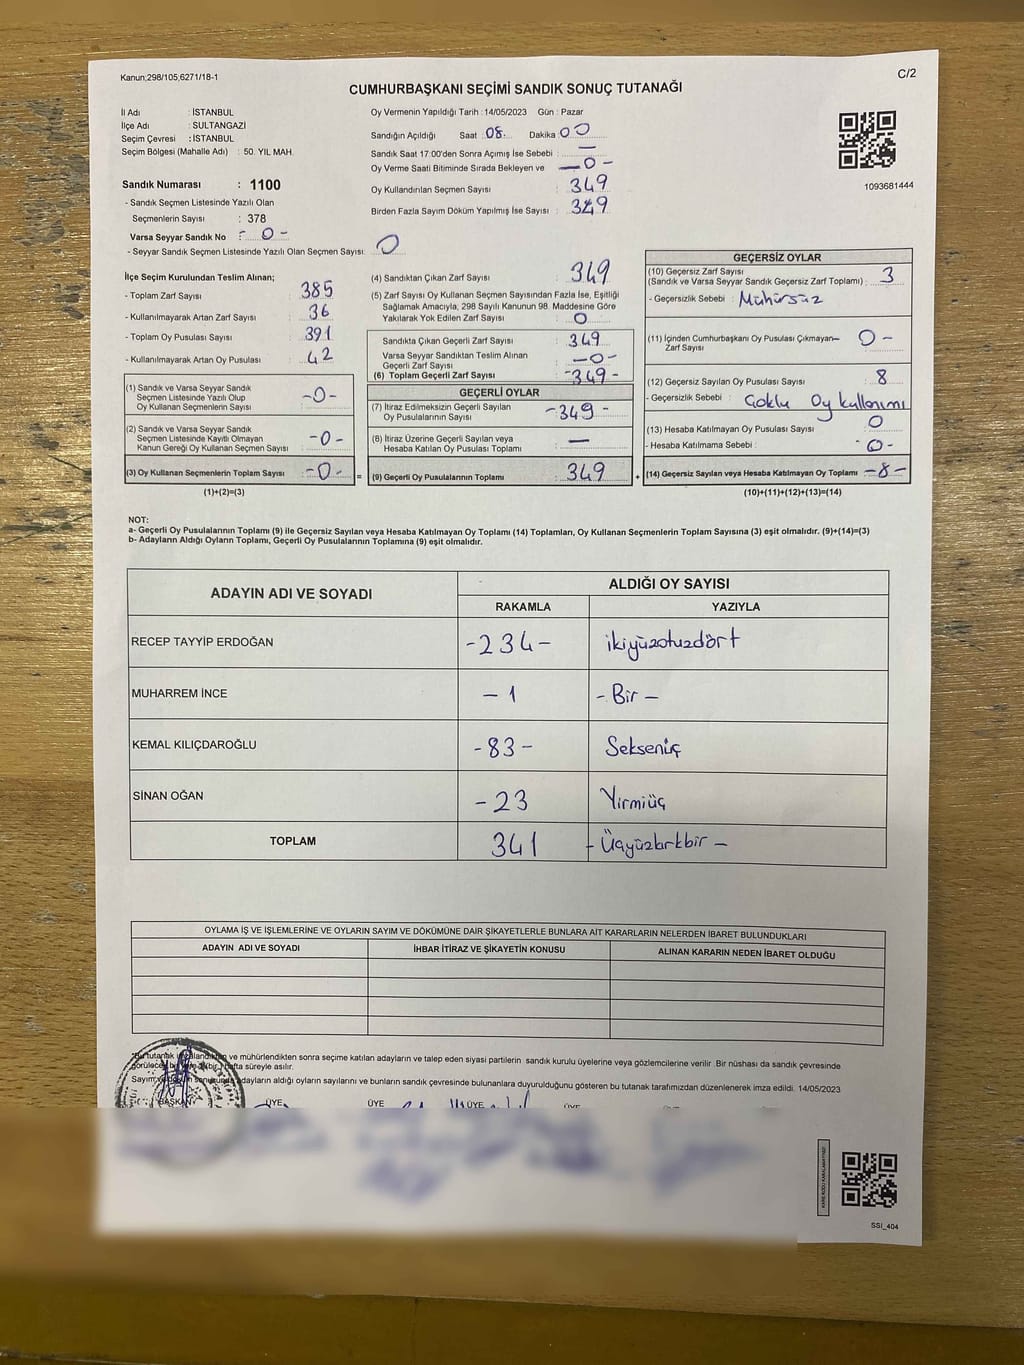 Kanun;298/105;6271/18-1
C/2
CUMHURBAŞKANI SEÇİMİ SANDIK SONUÇ TUTANAĞI
İl Adı : İSTANBUL
İlçe Adı : SULTANGAZİ
Seçim Çevresi : İSTANBUL
Seçim Bölgesi (Mahalle Adı) : 50. YIL MAH.
Sandık Numarası : 1100
- Sandık Seçmen Listesinde Yazılı Olan
Seçmenlerin Sayısı : 378
Varsa Seyyar Sandık No : - 0 -
- Seyyar Sandık Seçmen Listesinde Yazılı Olan Seçmen Sayısı: 0
Oy Vermenin Yapıldığı Tarih : 14/05/2023 Gün : Pazar
Sandığın Açıldığı Saat 08 Dakika 00
Sandık Saat 17:00'den Sonra Açımış İse Sebebi : —
Oy Verme Saati Bitiminde Sırada Bekleyen ve — 0 -
Oy Kullandırılan Seçmen Sayısı : 349
Birden Fazla Sayım Döküm Yapılmış İse Sayısı : 349
1093681444
İlçe Seçim Kurulundan Teslim Alınan;
- Toplam Zarf Sayısı : 385
- Kullanılmayarak Artan Zarf Sayısı : 36
- Toplam Oy Pusulası Sayısı : 391
- Kullanılmayarak Artan Oy Pusulası : 42
(1) Sandık ve Varsa Seyyar Sandık
Seçmen Listesinde Yazılı Olup
Oy Kullanan Seçmenlerin Sayısı -0-
(2) Sandık ve Varsa Seyyar Sandık
Seçmen Listesinde Kayıtlı Olmayan
Kanun Gereği Oy Kullanan Seçmen Sayısı -0-
(3) Oy Kullanan Seçmenlerin Toplam Sayısı -0- =
(1)+(2)=(3)
(4) Sandıktan Çıkan Zarf Sayısı : 349
(5) Zarf Sayısı Oy Kullanan Seçmen Sayısından Fazla İse, Eşitliği
Sağlamak Amacıyla; 298 Sayılı Kanunun 98. Maddesine Göre
Yakılarak Yok Edilen Zarf Sayısı : 0
Sandıkta Çıkan Geçerli Zarf Sayısı : 349
Varsa Seyyar Sandıktan Teslim Alınan
Geçerli Zarf Sayısı : -0-
(6) Toplam Geçerli Zarf Sayısı : -349-
GEÇERLİ OYLAR
(7) İtiraz Edilmeksizin Geçerli Sayılan
Oy Pusulalarının Sayısı -349-
(8) İtiraz Üzerine Geçerli Sayılan veya
Hesaba Katılan Oy Pusulası Toplamı : —
(9) Geçerli Oy Pusulalarının Toplamı : 349 +
GEÇERSİZ OYLAR
(10) Geçersiz Zarf Sayısı
(Sandık ve Varsa Seyyar Sandık Geçersiz Zarf Toplamı) : 3
- Geçersizlik Sebebi : Mühürsüz
(11) İçinden Cumhurbaşkanı Oy Pusulası Çıkmayan 0 -
Zarf Sayısı
(12) Geçersiz Sayılan Oy Pusulası Sayısı : 8
- Geçersizlik Sebebi : Çoklu Oy kullanımı
(13) Hesaba Katılmayan Oy Pusulası Sayısı : 0
- Hesaba Katılmama Sebebi : -0-
(14) Geçersiz Sayılan veya Hesaba Katılmayan Oy Toplamı -8-
(10)+(11)+(12)+(13)=(14)
NOT:
a- Geçerli Oy Pusulalarının Toplamı (9) ile Geçersiz Sayılan veya Hesaba Katılmayan Oy Toplamı (14) Toplamları, Oy Kullanan Seçmenlerin Toplam Sayısına (3) eşit olmalıdır. (9)+(14)=(3)
b- Adayların Aldığı Oyların Toplamı, Geçerli Oy Pusulalarının Toplamına (9) eşit olmalıdır.
ADAYIN ADI VE SOYADI ALDIĞI OY SAYISI
RAKAMLA YAZIYLA
RECEP TAYYİP ERDOĞAN -234- ikiyüzotuzdört
MUHARREM İNCE - 1 - Bir -
KEMAL KILIÇDAROĞLU -83- Seksenüç
SİNAN OĞAN -23 Yirmiüç
TOPLAM 341 - Üçyüzkırkbir -
OYLAMA İŞ VE İŞLEMLERİNE VE OYLARIN SAYIM VE DÖKÜMÜNE DAİR ŞİKAYETLERLE BUNLARA AİT KARARLARIN NELERDEN İBARET BULUNDUKLARI
ADAYIN ADI VE SOYADI İHBAR İTİRAZ VE ŞİKAYETİN KONUSU ALINAN KARARIN NEDEN İBARET OLDUĞU
ve mühürlendikten sonra seçime katılan adayların ve talep eden siyasi partilerin sandık kurulu üyelerine veya gözlemcilerine verilir. Bir nüshası da sandık çevresinde
hafta süreyle asılır.
adayların aldığı oyların sayılarını ve bunların sandık çevresinde bulunanlara duyurulduğunu gösteren bu tutanak tarafımızdan düzenlenerek imza edildi. 14/05/2023
BAŞKAN ÜYE ÜYE ÜYE ÜYE
SSI_404